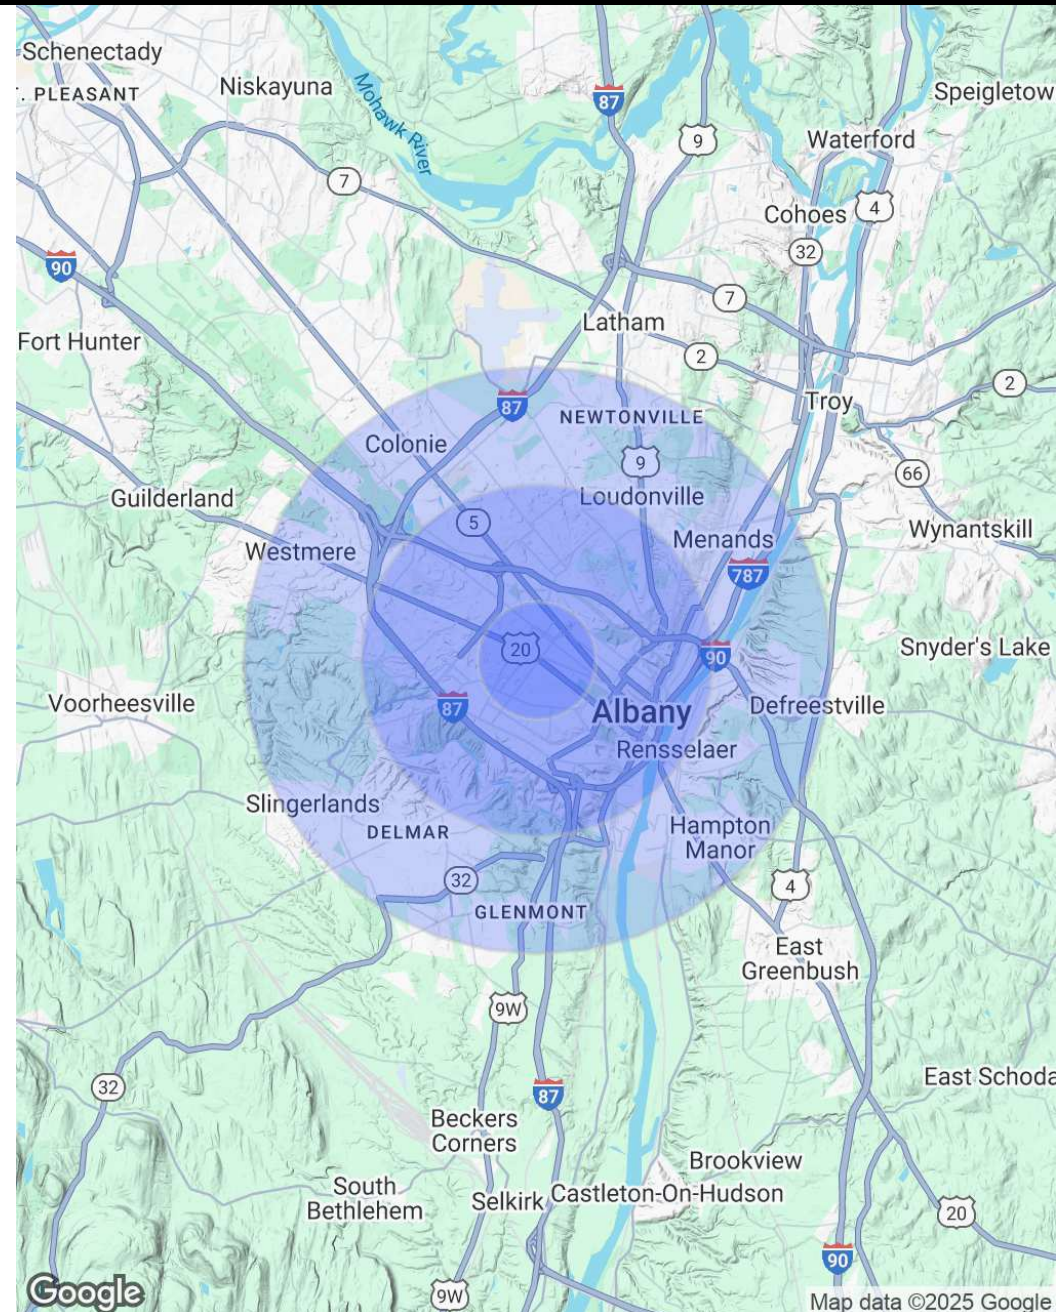 Schenectady
T. PLEASANT
Niskayuna
Mohawk River
87
9
Speigletow
Waterford
7
Cohoes
4
32
90
7
Fort Hunter
Latham
2
2
87
Troy
NEWTONVILLE
Colonie
9
66
Guilderland
Loudonville
5
Wynantskill
Westmere
Menands
787
20
90
Snyder's Lake
Voorheesville
87
Albany
Defreestville
Rensselaer
Slingerlands
DELMAR
Hampton
Manor
32
4
GLENMONT
East
Greenbush
9W
32
87
East Schoda
Beckers
Corners
Brookview
South
Bethlehem
Selkirk
Castleton-On-Hudson
20
90
Google
9W
Map data ©2025 Google